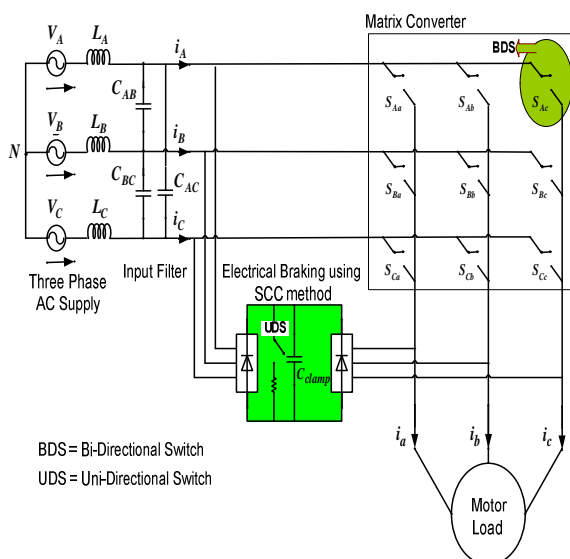 Matrix Converter
V_A
L_A
i_A
BDS
C_AB
S_Aa
S_Ab
S_Ac
V_B
L_B
i_B
N
C_BC
C_AC
S_Ba
S_Bb
S_Bc
V_C
L_C
i_C
S_Ca
S_Cb
S_Cc
Three Phase
AC Supply
Input Filter
Electrical Braking using
SCC method
UDS
C_clamp
i_a
i_b
i_c
BDS = Bi-Directional Switch
UDS = Uni-Directional Switch
Motor
Load